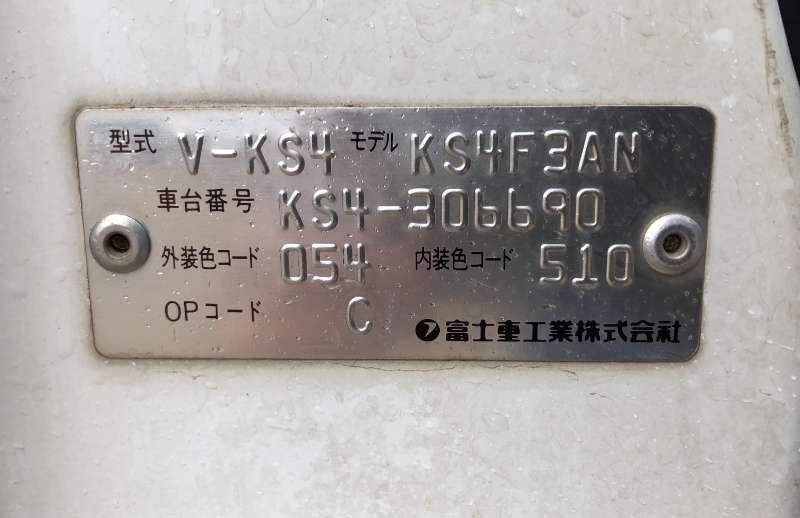 型式 V-KS4 モデル KS4F3AN
車台番号 KS4-306690
外装色コード 054 内装色コード 510
OPコード C 富士重工業株式会社